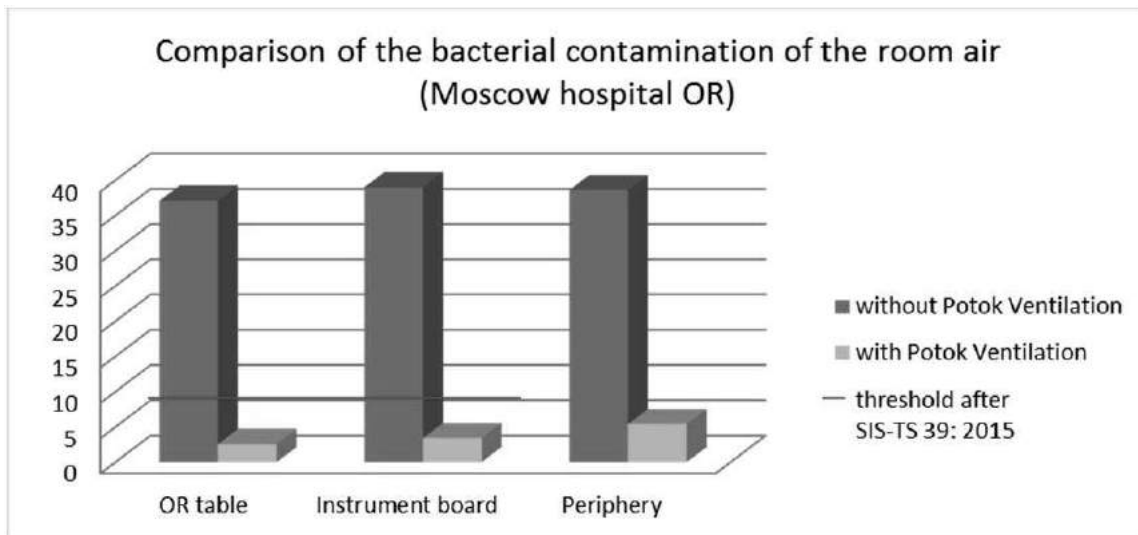 Comparison of the bacterial contamination of the room air
(Moscow hospital OR)
40
35
30
25
20
15
10
5
0
OR table
Instrument board
Periphery
without Potok Ventilation
with Potok Ventilation
threshold after
SIS-TS 39: 2015